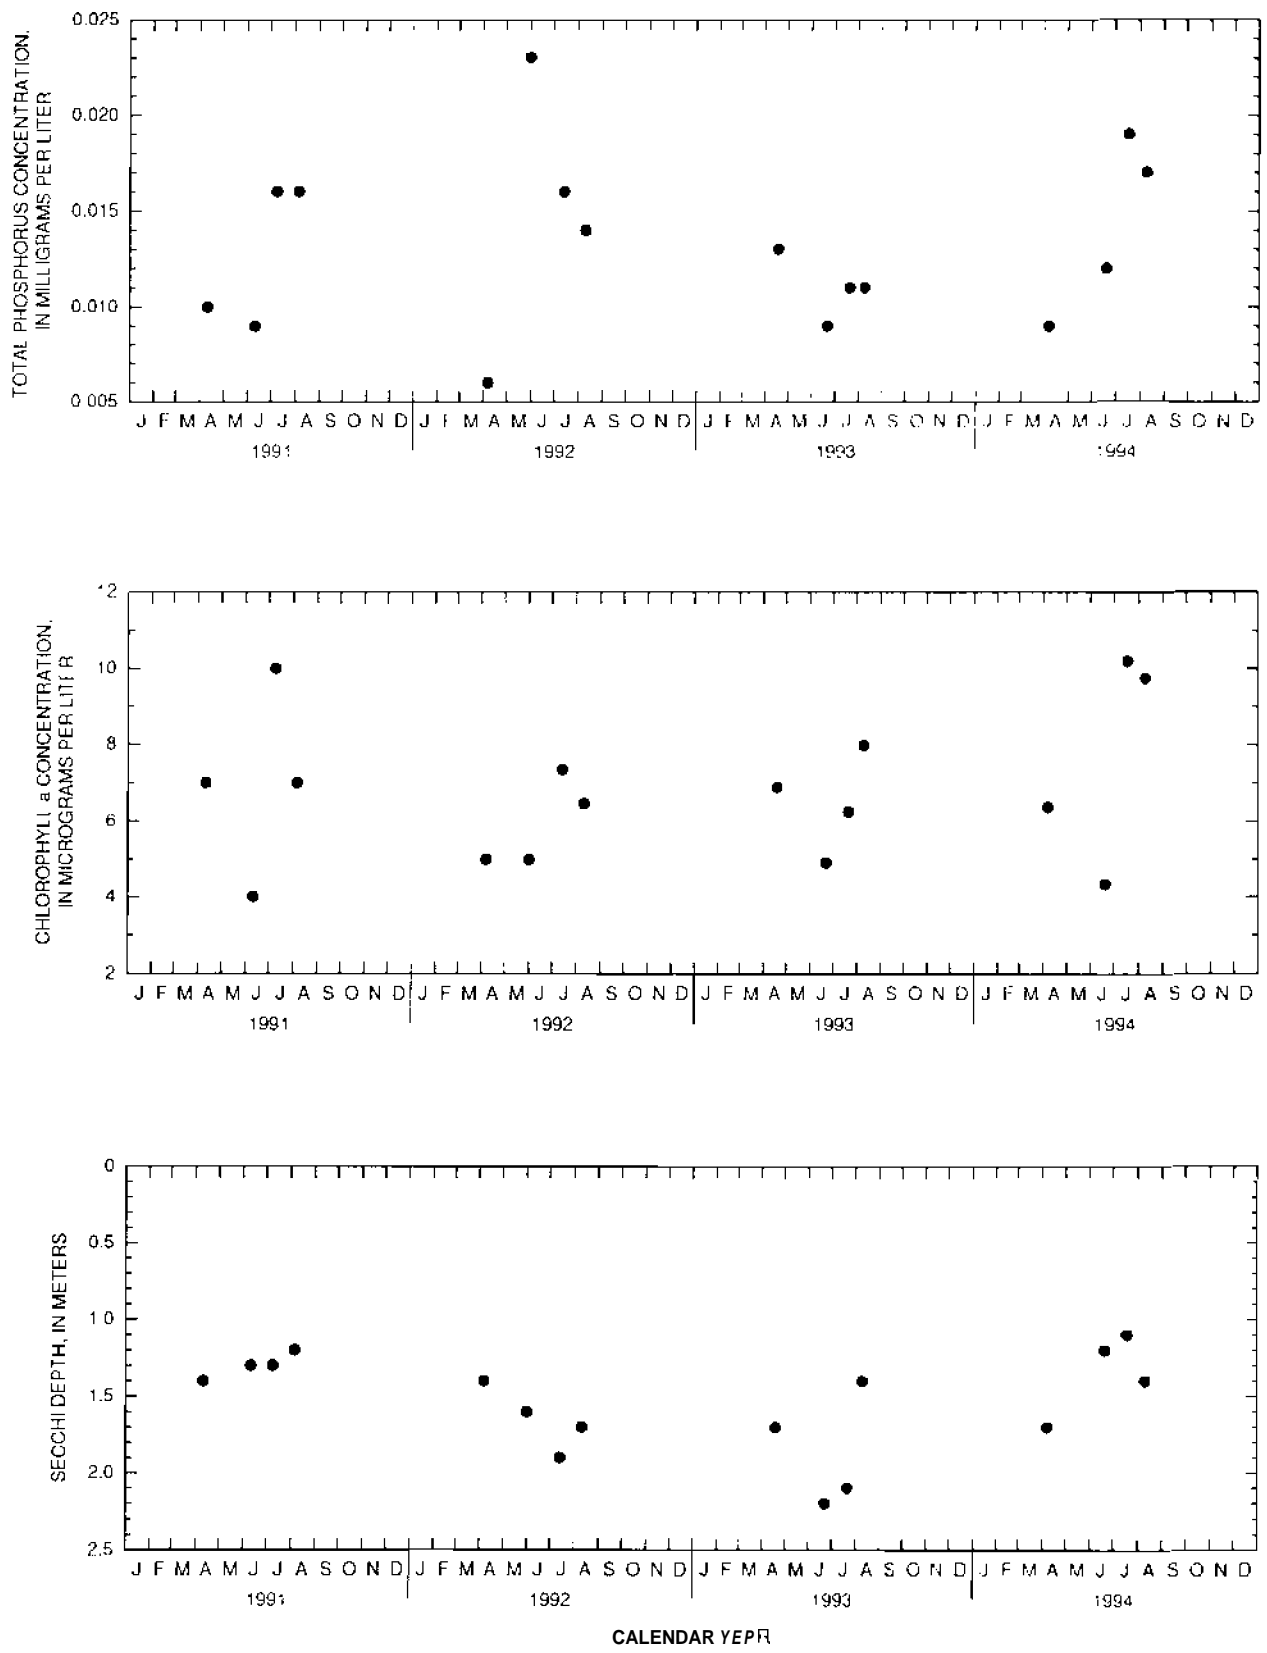 TOTAL PHOSPHORUS CONCENTRATION,
IN MILLIGRAMS PER LITER
0.025
0.020
0.015
0.010
0.005
J F M A M J J A S O N D J F M A M J J A S O N D J F M A M J J A S O N D J F M A M J J A S O N D
1991 1992 1993 1994
CHLOROPHYLL a CONCENTRATION,
IN MICROGRAMS PER LITER
12
10
8
6
4
2
J F M A M J J A S O N D J F M A M J J A S O N D J F M A M J J A S O N D J F M A M J J A S O N D
1991 1992 1993 1994
SECCHI DEPTH, IN METERS
0
0.5
1.0
1.5
2.0
2.5
J F M A M J J A S O N D J F M A M J J A S O N D J F M A M J J A S O N D J F M A M J J A S O N D
1991 1992 1993 1994
CALENDAR YEPR